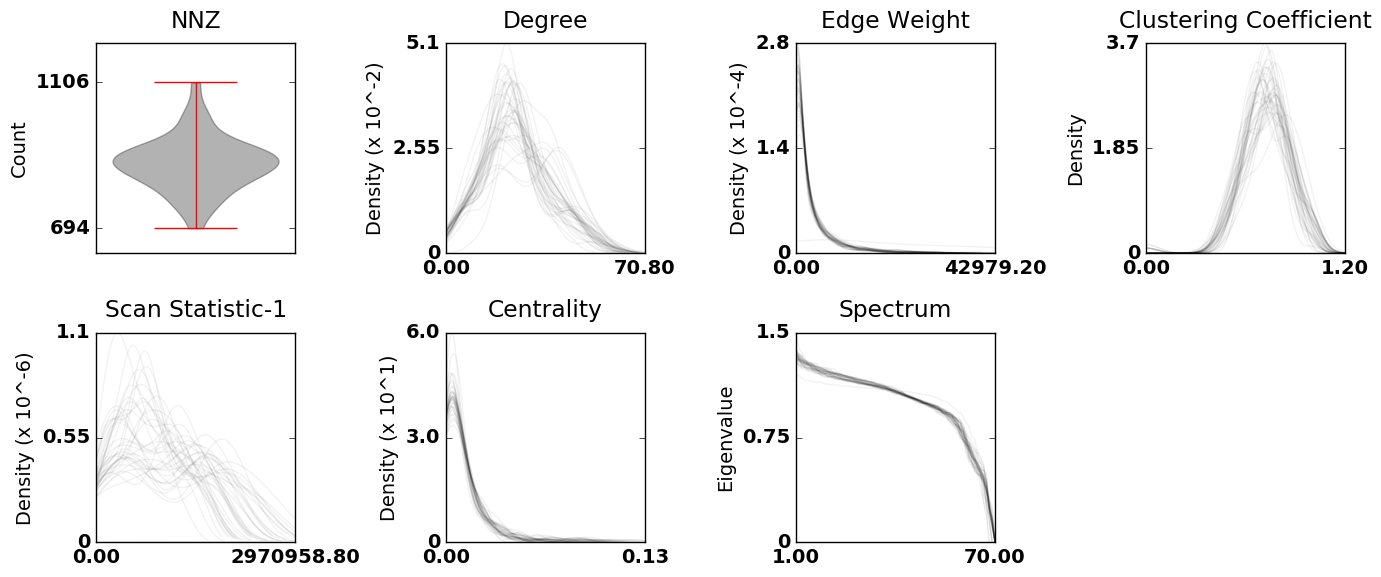 NNZ
Count
1106
694
Degree
Density (x 10^-2)
5.1
2.55
0
0.00
70.80
Edge Weight
Density (x 10^-4)
2.8
1.4
0
0.00
42979.20
Clustering Coefficient
Density
3.7
1.85
0
0.00
1.20
Scan Statistic-1
Density (x 10^-6)
1.1
0.55
0
0.00
2970958.80
Centrality
Density (x 10^1)
6.0
3.0
0
0.00
0.13
Spectrum
Eigenvalue
1.5
0.75
0
1.00
70.00